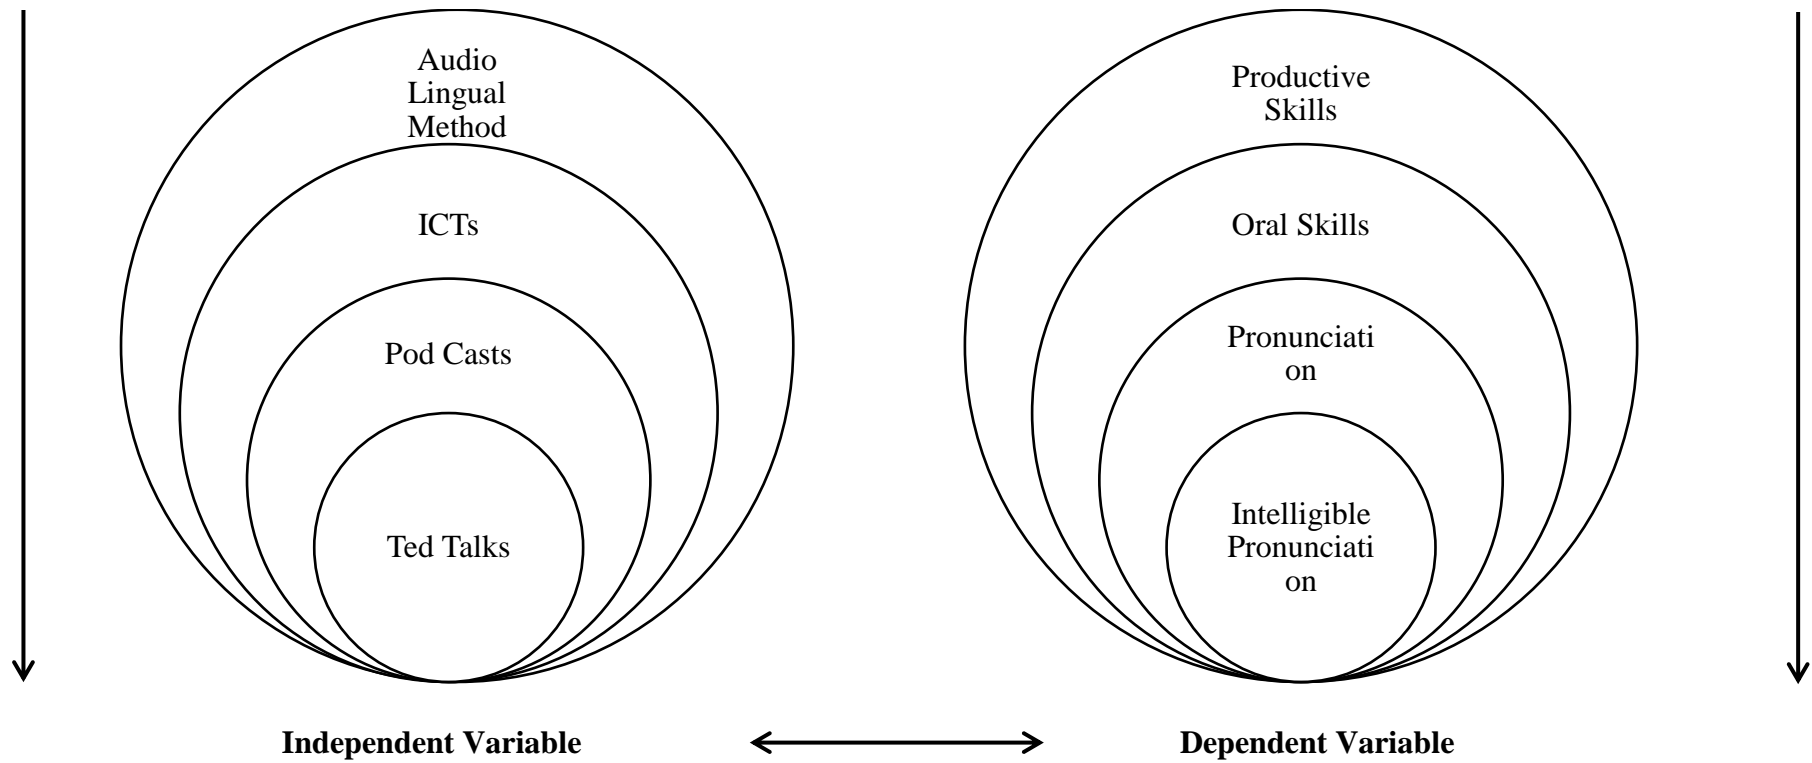 Audio
Lingual
Method
ICTs
Pod Casts
Ted Talks
Independent Variable
Productive
Skills
Oral Skills
Pronunciati
on
Intelligible
Pronunciati
on
Dependent Variable